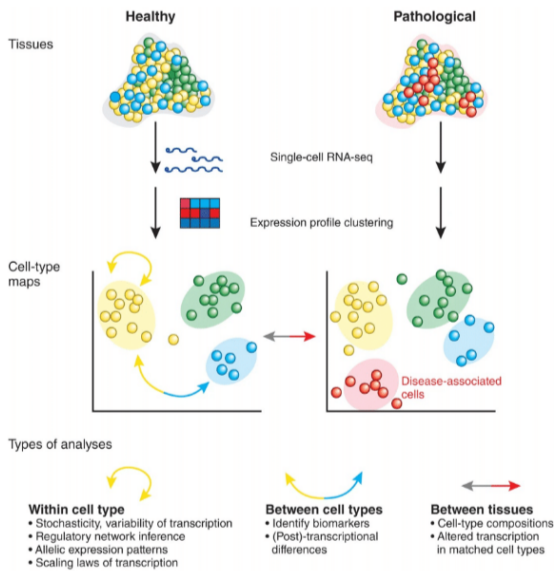 Healthy
Pathological
Tissues
Single-cell RNA-seq
Expression profile clustering
Cell-type
maps
Disease-associated
cells
Types of analyses
Within cell type
• Stochasticity, variability of transcription
• Regulatory network inference
• Allelic expression patterns
• Scaling laws of transcription
Between cell types
• Identify biomarkers
• (Post)-transcriptional
differences
Between tissues
• Cell-type compositions
• Altered transcription
in matched cell types